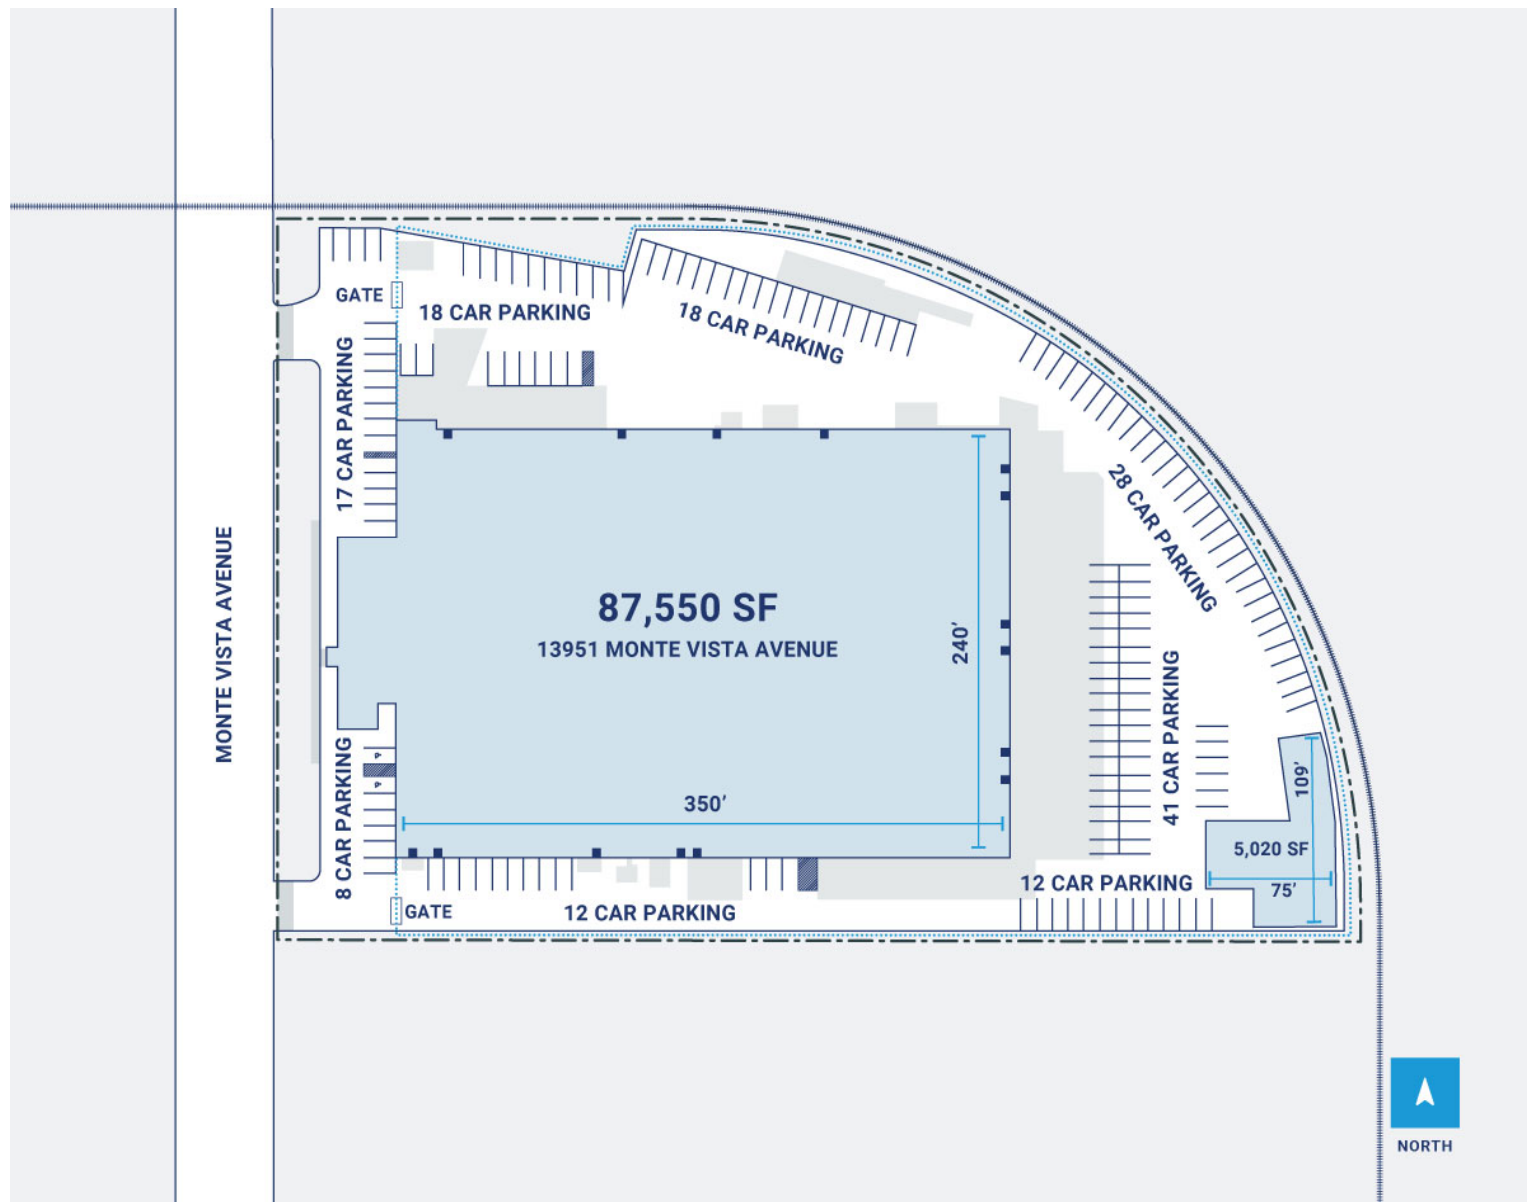 GATE
18 CAR PARKING
18 CAR PARKING
17 CAR PARKING
28 CAR PARKING
MONTE VISTA AVENUE
87,550 SF
13951 MONTE VISTA AVENUE
240’
350’
41 CAR PARKING
109’
8 CAR PARKING
5,020 SF
75’
12 CAR PARKING
GATE
12 CAR PARKING
NORTH